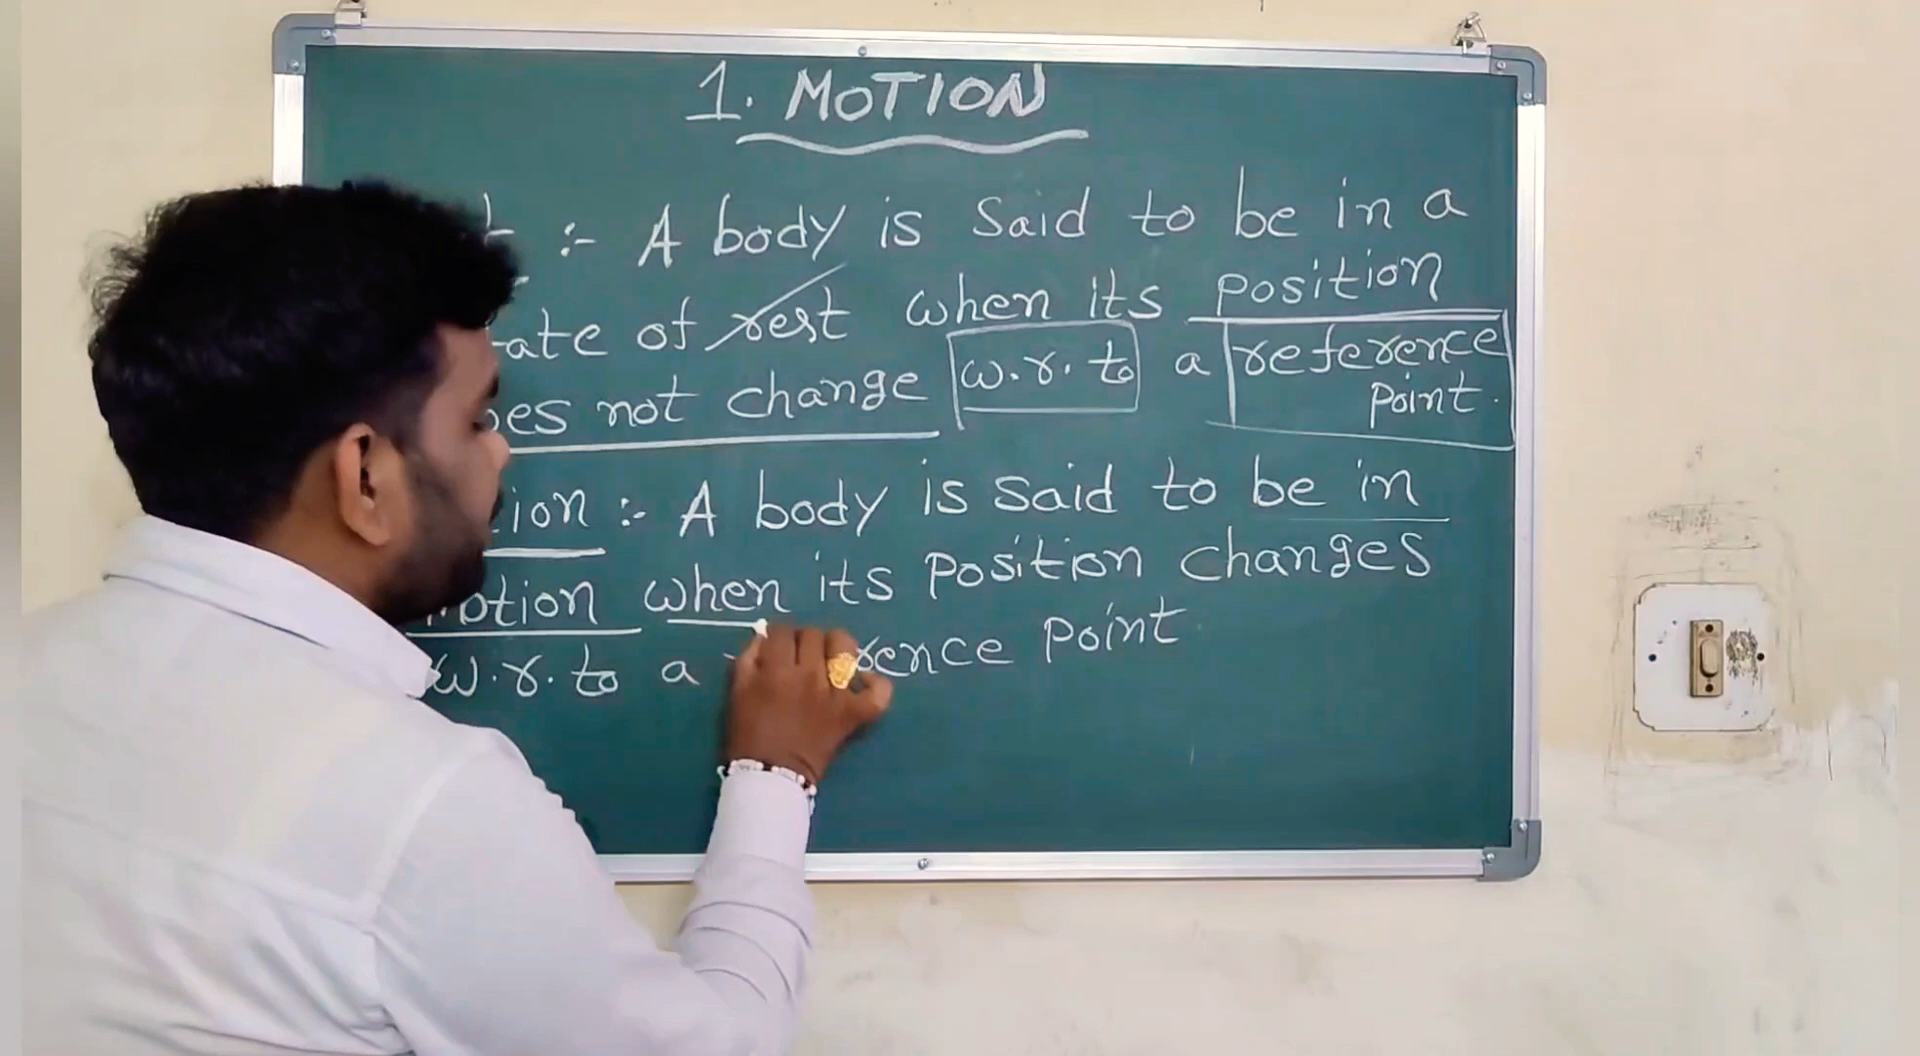 1. MOTION
:- A body is said to be in a
ate of rest when its position
es not change w.r.to a reference
point.
ion :- A body is said to be in
otion when its position changes
w.r.to a rence point